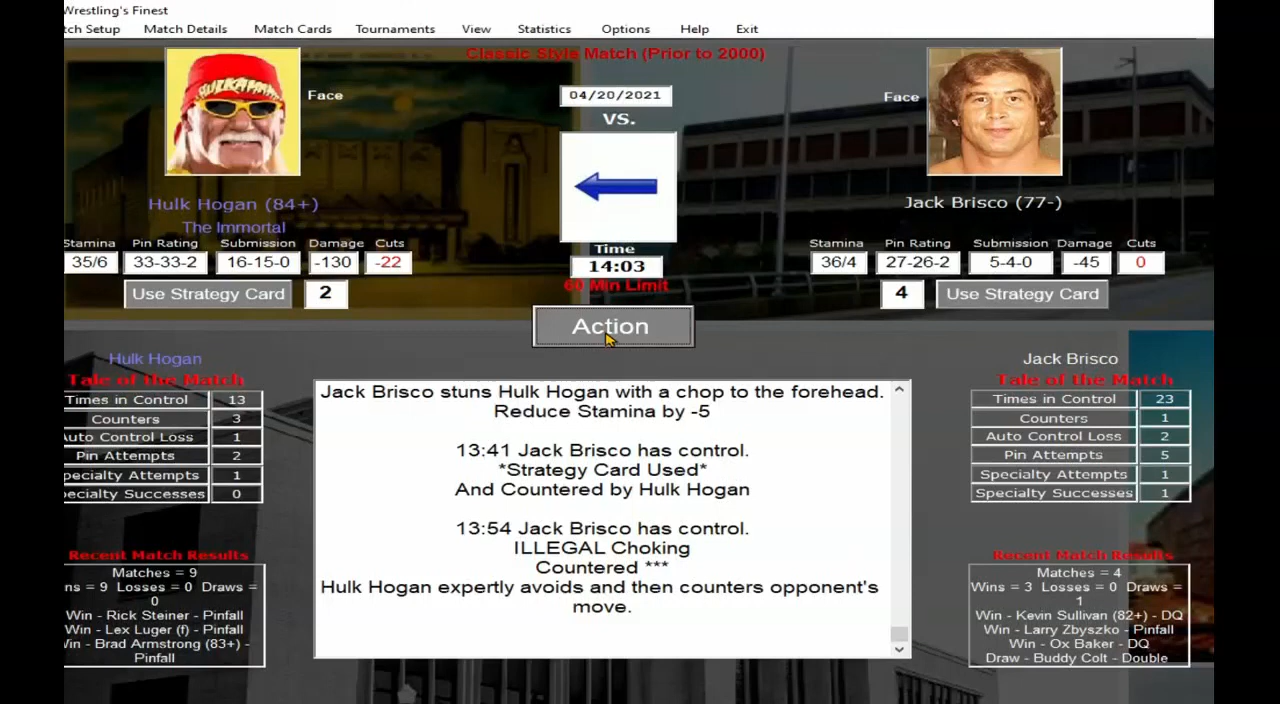 Wrestling's Finest
tch Setup Match Details Match Cards Tournaments View Statistics Options Help Exit
Classic Style Match (Prior to 2000)
HULKAMANIA
Face
04/20/2021
Face
VS.
Hulk Hogan (84+)
Jack Brisco (77-)
The Immortal
Stamina Pin Rating Submission Damage Cuts
35/6 33-33-2 16-15-0 -130 -22
Time
14:03
60 Min Limit
Stamina Pin Rating Submission Damage Cuts
36/4 27-26-2 5-4-0 -45 0
Use Strategy Card 2
4 Use Strategy Card
Action
Hulk Hogan
Tale of the Match
Times in Control 13
Counters 3
Auto Control Loss 1
Pin Attempts 2
pecialty Attempts 1
pecialty Successes 0
Recent Match Results
Matches = 9
ns = 9 Losses = 0 Draws =
0
Win - Rick Steiner - Pinfall
Win - Lex Luger (f) - Pinfall
Win - Brad Armstrong (83+) -
Pinfall
Jack Brisco stuns Hulk Hogan with a chop to the forehead.
Reduce Stamina by -5
13:41 Jack Brisco has control.
*Strategy Card Used*
And Countered by Hulk Hogan
13:54 Jack Brisco has control.
ILLEGAL Choking
Countered ***
Hulk Hogan expertly avoids and then counters opponent's
move.
Jack Brisco
Tale of the Match
Times in Control 23
Counters 1
Auto Control Loss 2
Pin Attempts 5
Specialty Attempts 1
Specialty Successes 1
Recent Match Results
Matches = 4
Wins = 3 Losses = 0 Draws =
1
Win - Kevin Sullivan (82+) - DQ
Win - Larry Zbyszko - Pinfall
Win - Ox Baker - DQ
Draw - Buddy Colt - Double